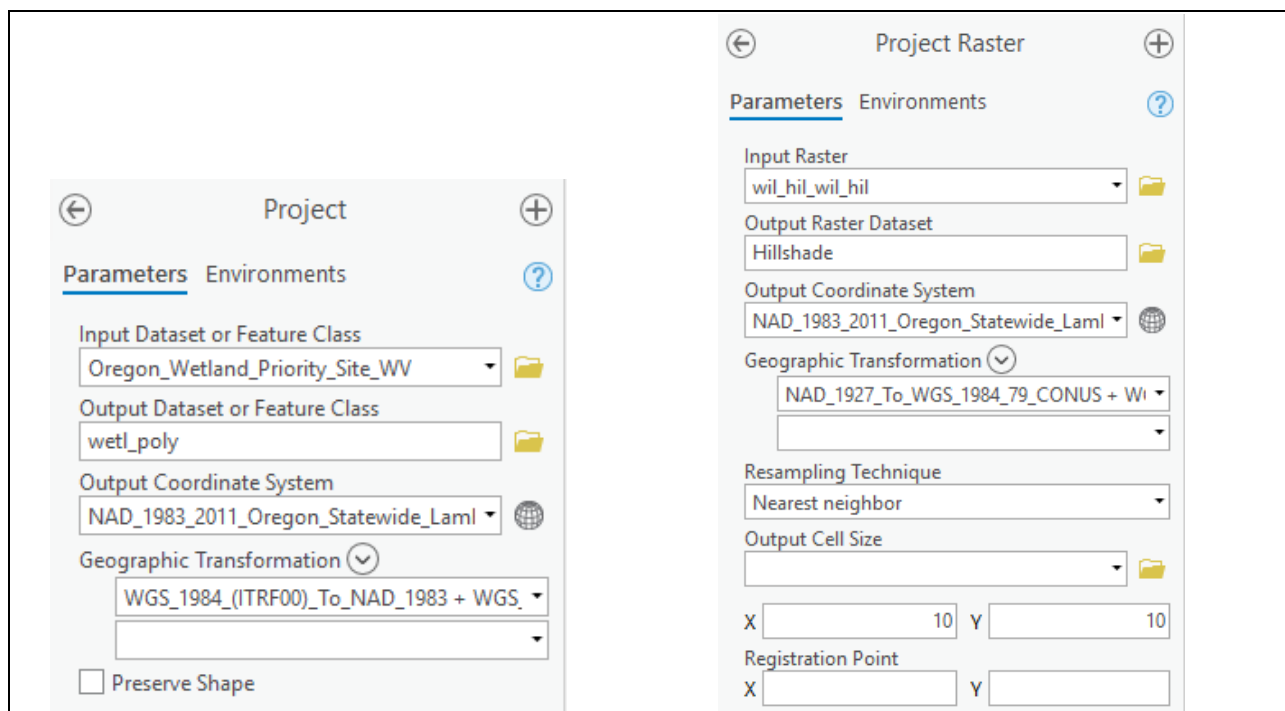 Project
Parameters Environments
Input Dataset or Feature Class
Oregon_Wetland_Priority_Site_WV
Output Dataset or Feature Class
wetl_poly
Output Coordinate System
NAD_1983_2011_Oregon_Statewide_Laml
Geographic Transformation
WGS_1984_(ITRF00)_To_NAD_1983 + WGS_
Preserve Shape
Project Raster
Parameters Environments
Input Raster
wil_hil_wil_hil
Output Raster Dataset
Hillshade
Output Coordinate System
NAD_1983_2011_Oregon_Statewide_Laml
Geographic Transformation
NAD_1927_To_WGS_1984_79_CONUS + W
Resampling Technique
Nearest neighbor
Output Cell Size
X 10 Y 10
Registration Point
X Y